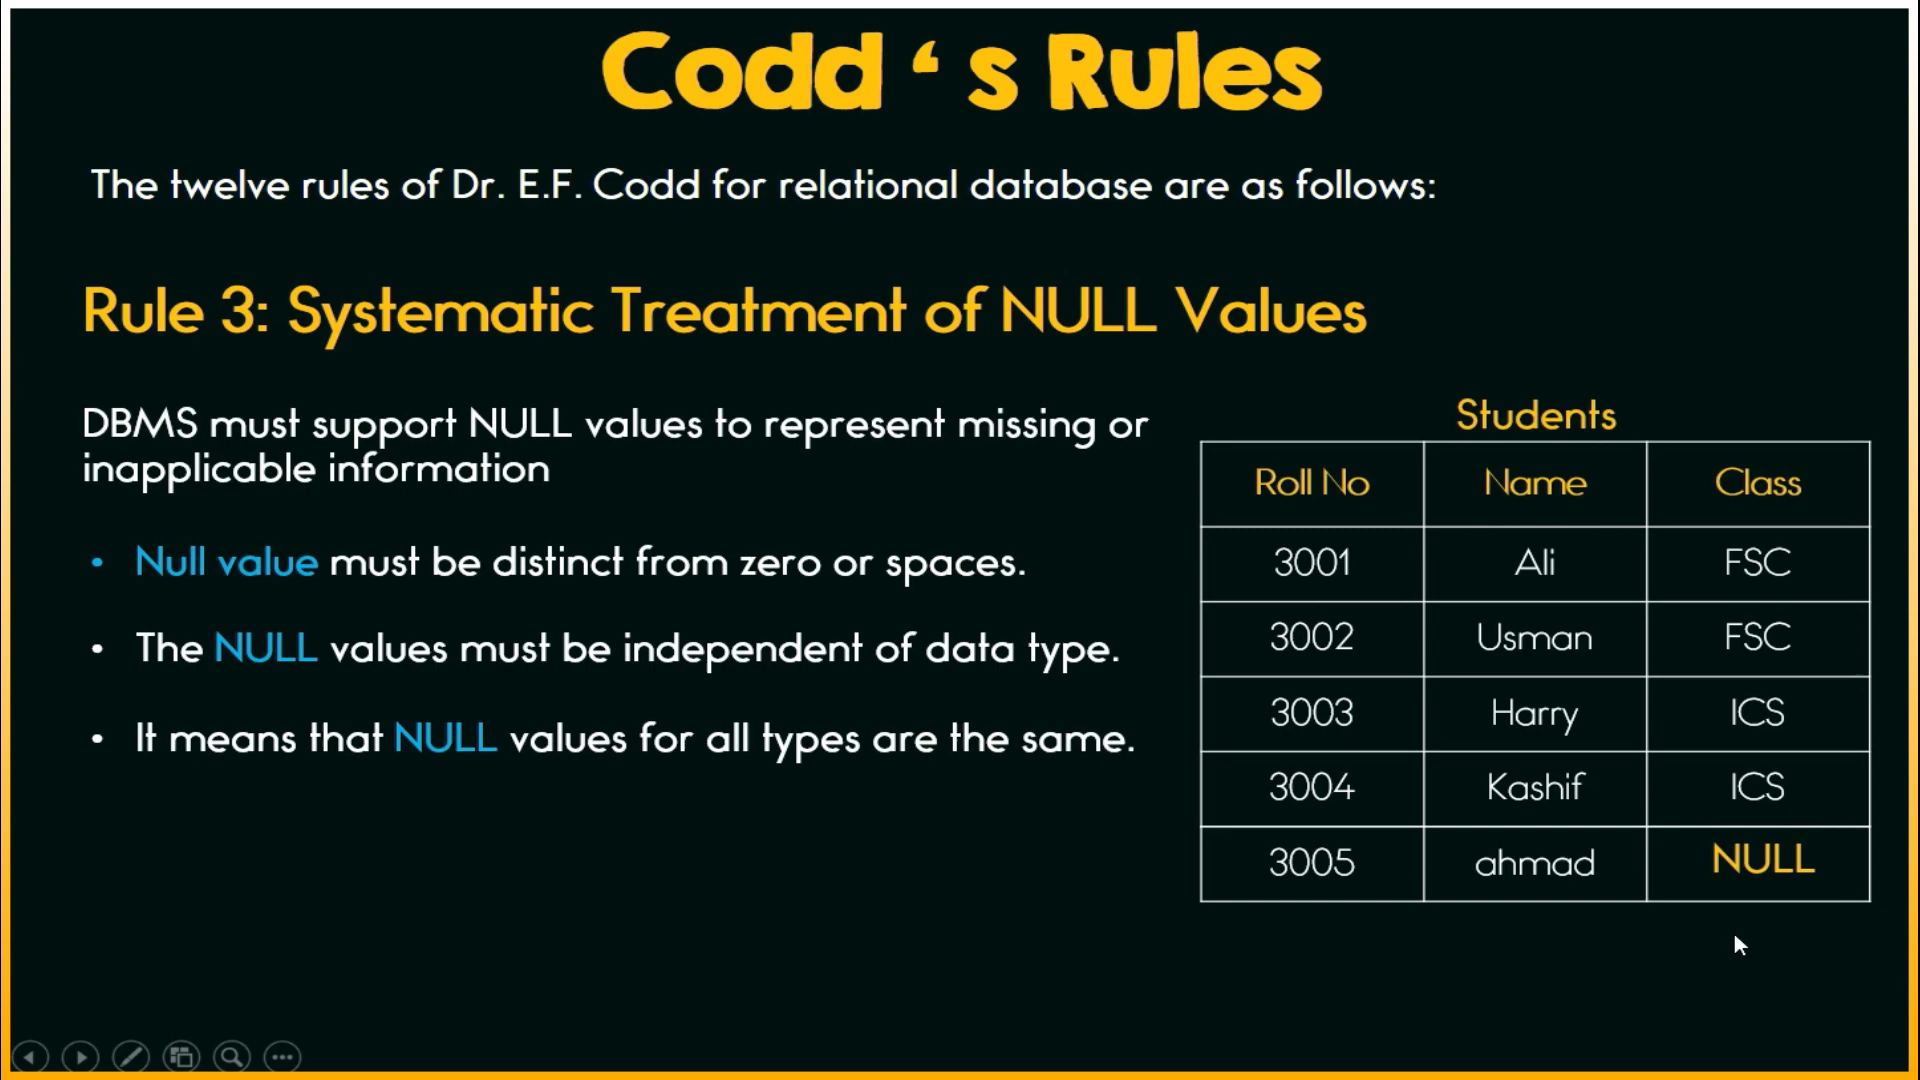 Codd ‘ s Rules
The twelve rules of Dr. E.F. Codd for relational database are as follows:
Rule 3: Systematic Treatment of NULL Values
DBMS must support NULL values to represent missing or
inapplicable information
• Null value must be distinct from zero or spaces.
• The NULL values must be independent of data type.
• It means that NULL values for all types are the same.
Students
Roll No Name Class
3001 Ali FSC
3002 Usman FSC
3003 Harry ICS
3004 Kashif ICS
3005 ahmad NULL